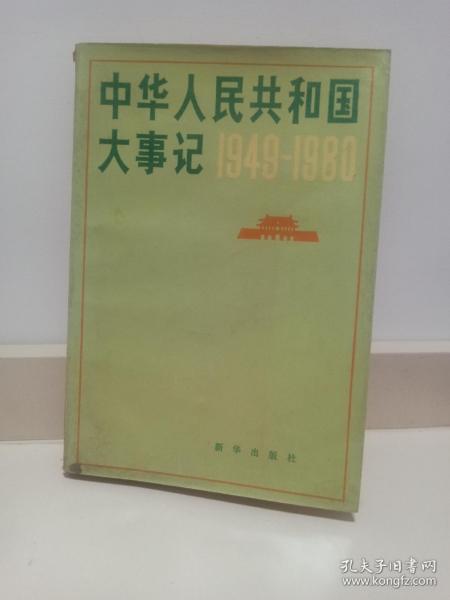 中华人民共和国
大事记 1949-1980
新华出版社
孔夫子旧书网
www.kongfz.com